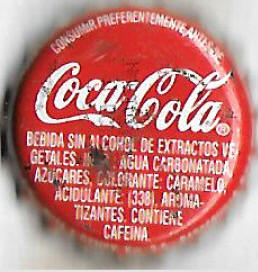 CONSUMIR PREFERENTEMENTE ANTES DE
Coca-Cola®
BEBIDA SIN ALCOHOL DE EXTRACTOS VE
GETALES. AGUA CARBONATADA,
AZUCARES, COLORANTE: CARAMELO,
ACIDULANTE: (338), AROMA-
TIZANTES. CONTIENE
CAFEINA.